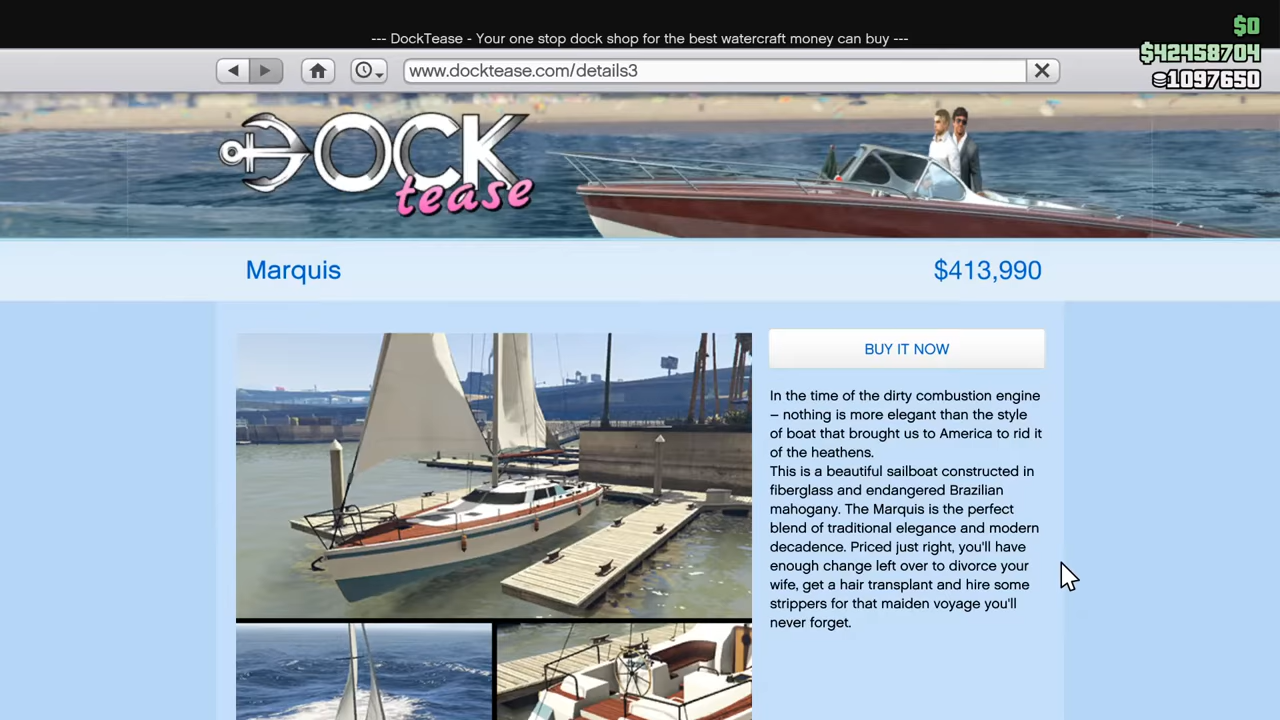 --- DockTease - Your one stop dock shop for the best watercraft money can buy ---
$0
$42458704
1097650
www.docktease.com/details3
DOCK
tease
Marquis
$413,990
BUY IT NOW
In the time of the dirty combustion engine
– nothing is more elegant than the style
of boat that brought us to America to rid it
of the heathens.
This is a beautiful sailboat constructed in
fiberglass and endangered Brazilian
mahogany. The Marquis is the perfect
blend of traditional elegance and modern
decadence. Priced just right, you'll have
enough change left over to divorce your
wife, get a hair transplant and hire some
strippers for that maiden voyage you'll
never forget.